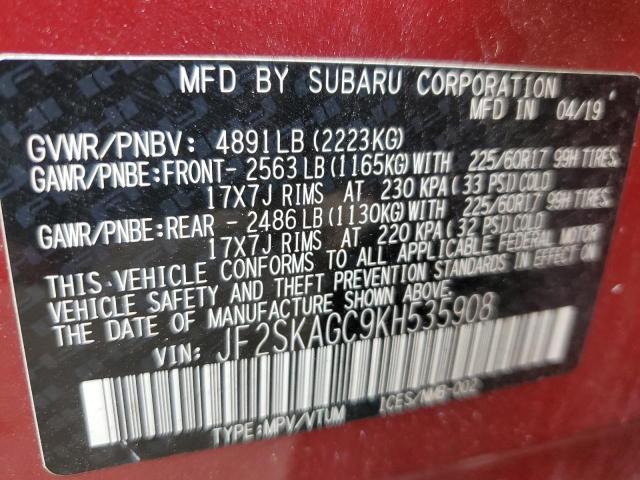 MFD BY SUBARU CORPORATION
MFD IN 04/19
GVWR/PNBV: 4891LB (2223KG)
GAWR/PNBE:FRONT- 2563 LB (1165KG) WITH 225/60R17 99H TIRES
17X7J RIMS AT 230 KPA ( 33 PSI) COLD
GAWR/PNBE:REAR - 2486 LB (1130KG) WITH 225/60R17 99H TIRES
17X7J RIMS AT 220 KPA ( 32 PSI) COLD
THIS VEHICLE CONFORMS TO ALL APPLICABLE FEDERAL MOTOR
VEHICLE SAFETY AND THEFT PREVENTION STANDARDS IN EFFECT ON
THE DATE OF MANUFACTURE SHOWN ABOVE.
VIN: JF2SKAGC9KH535908
TYPE:MPV/VTUM ICES/NMB-002